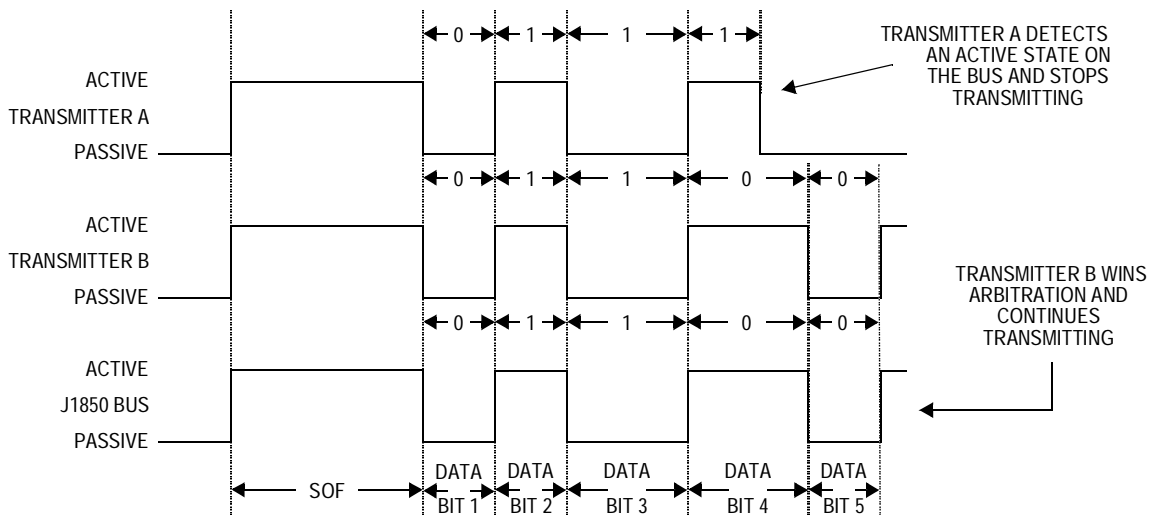 0 1 1 1
TRANSMITTER A DETECTS
AN ACTIVE STATE ON
THE BUS AND STOPS
TRANSMITTING
ACTIVE
TRANSMITTER A
PASSIVE
0 1 1 0 0
ACTIVE
TRANSMITTER B
PASSIVE
TRANSMITTER B WINS
ARBITRATION AND
CONTINUES
TRANSMITTING
0 1 1 0 0
ACTIVE
J1850 BUS
PASSIVE
SOF
DATA
BIT 1
DATA
BIT 2
DATA
BIT 3
DATA
BIT 4
DATA
BIT 5